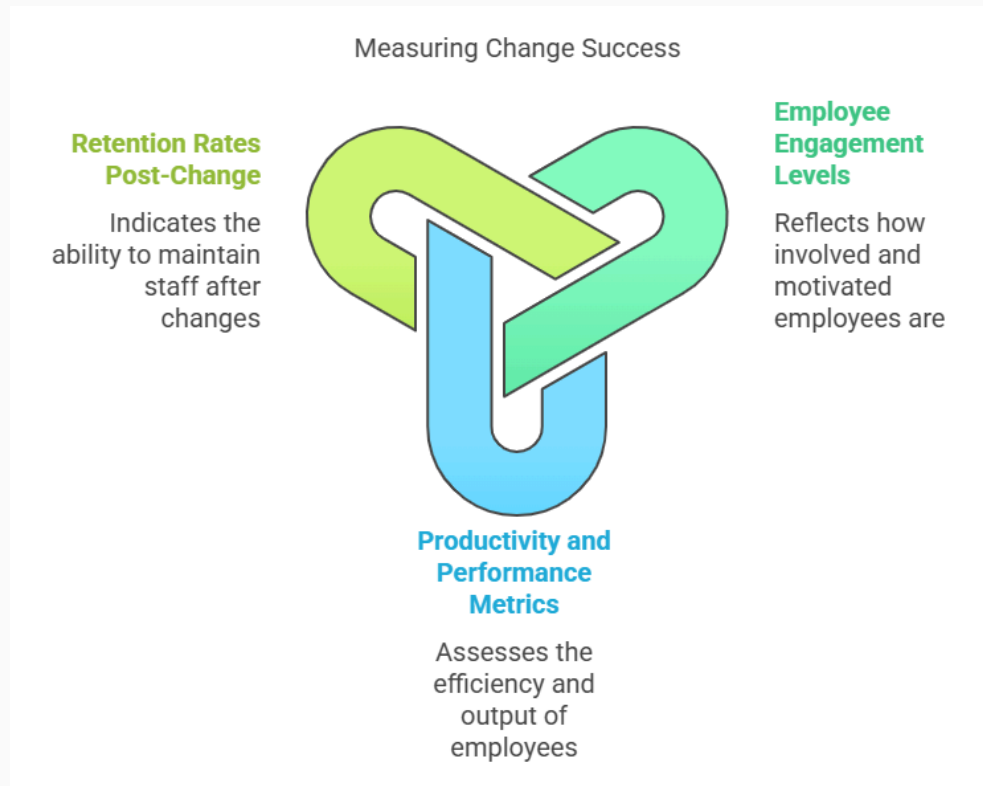 Measuring Change Success
Retention Rates
Post-Change
Indicates the
ability to maintain
staff after
changes
Employee
Engagement
Levels
Reflects how
involved and
motivated
employees are
Productivity and
Performance
Metrics
Assesses the
efficiency and
output of
employees